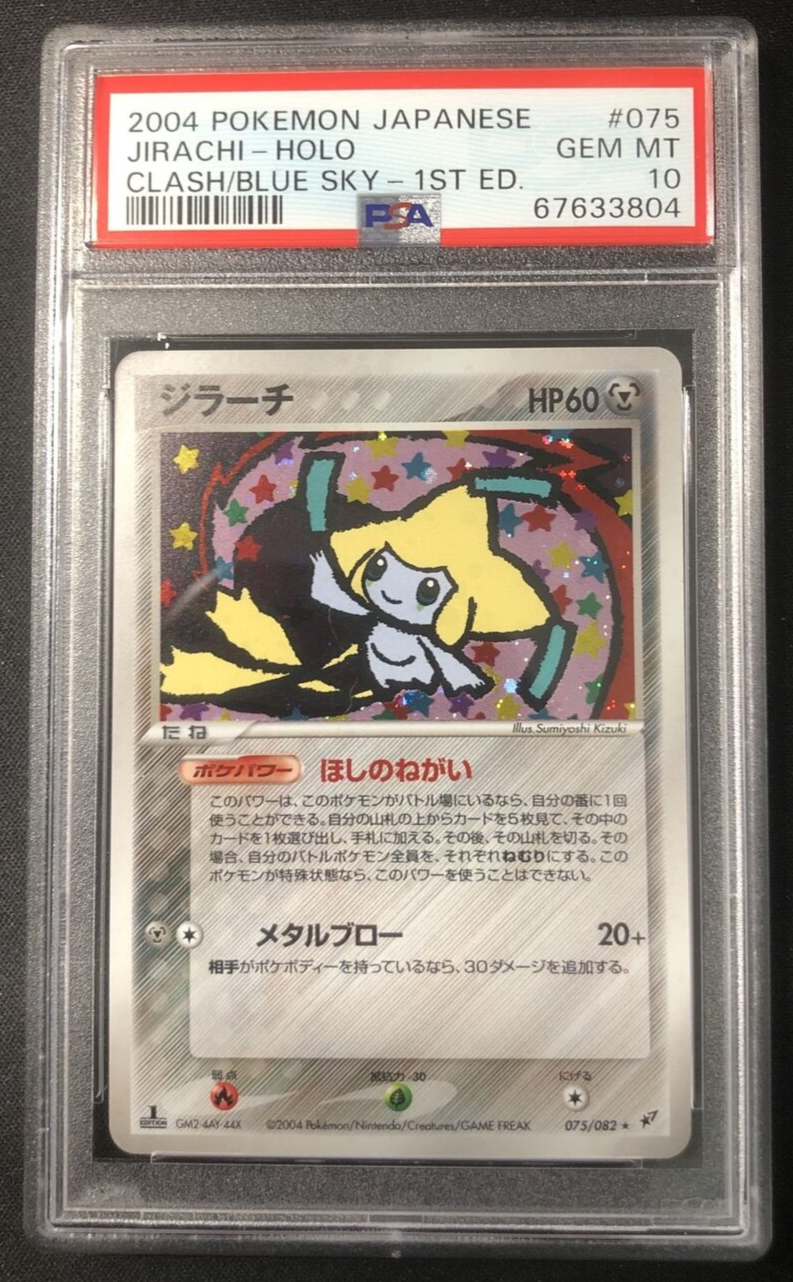 2004 POKEMON JAPANESE #075
JIRACHI - HOLO GEM MT
CLASH/BLUE SKY - 1ST ED. 10
PSA 67633804
ジラーチ HP60
たね Illus. Sumiyoshi Kizuki
ポケパワー ほしのねがい
このパワーは、このポケモンがバトル場にいるなら、自分の番に1回
使うことができる。自分の山札の上からカードを5枚見て、その中の
カードを1枚選び出し、手札に加える。その後、その山札を切る。その
場合、自分のバトルポケモン全員を、それぞれねむりにする。この
ポケモンが特殊状態なら、このパワーを使うことはできない。
メタルブロー 20+
相手がポケボディーを持っているなら、30ダメージを追加する。
弱点 抵抗力 -30 にげる
1 EDITION GM2-4AY-44X ©2004 Pokémon/Nintendo/Creatures/GAME FREAK 075/082 ★